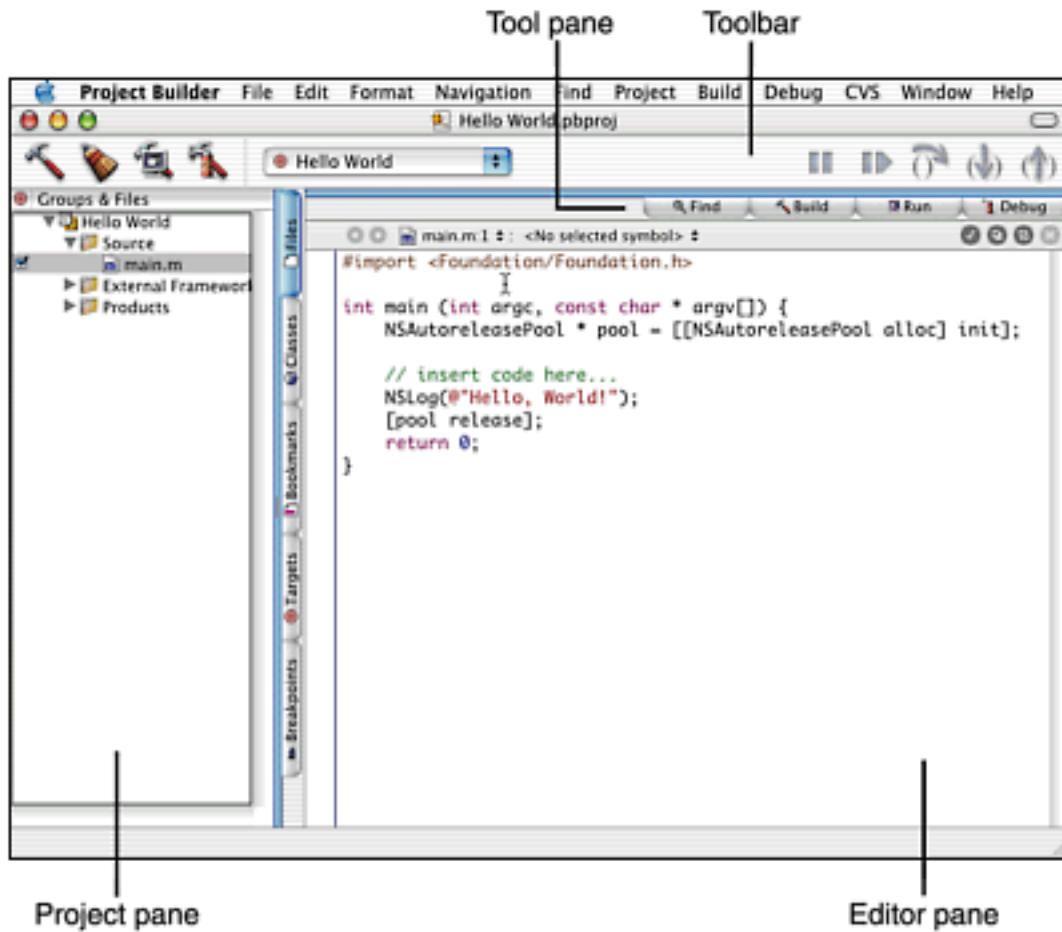 Tool pane Toolbar
Project Builder File Edit Format Navigation Find Project Build Debug CVS Window Help
Hello World.pbproj
Hello World
Groups & Files
Hello World
Source
main.m
External Framewor
Products
Files
Classes
Bookmarks
Targets
Breakpoints
Find Build Run Debug
main.m:1 : <No selected symbol>
#import <Foundation/Foundation.h>
int main (int argc, const char * argv[]) {
NSAutoreleasePool * pool = [[NSAutoreleasePool alloc] init];
// insert code here...
NSLog(@"Hello, World!");
[pool release];
return 0;
}
Project pane Editor pane